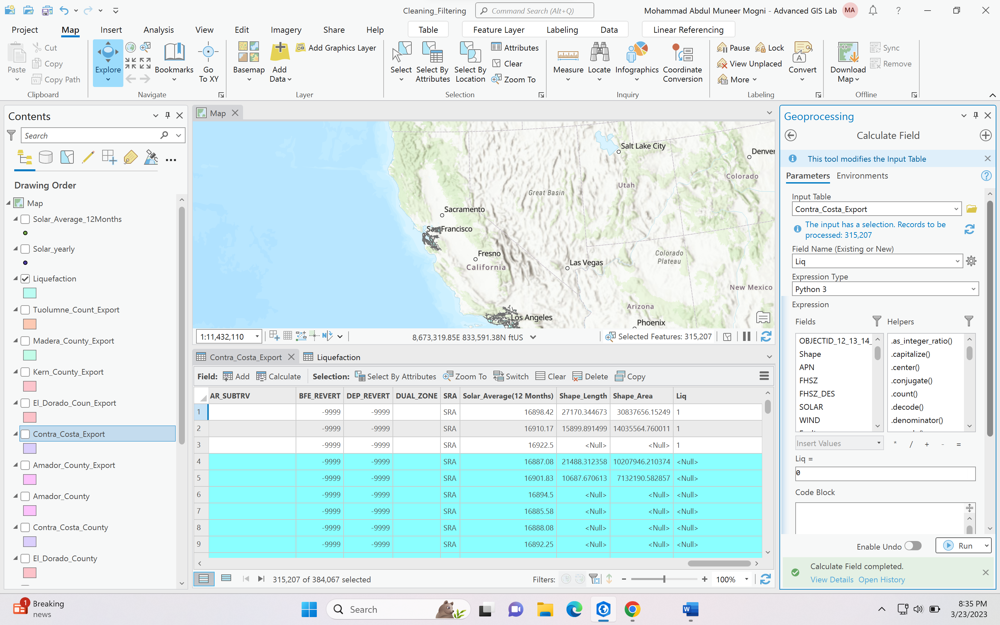 Cleaning_Filtering
Command Search (Alt+Q)
Mohammad Abdul Muneer Mogni - Advanced GIS Lab
MA
?
Project
Map
Insert
Analysis
View
Edit
Imagery
Share
Help
Table
Feature Layer
Labeling
Data
Linear Referencing
Paste
Cut
Copy
Copy Path
Clipboard
Explore
Bookmarks
Go
To XY
Navigate
Basemap
Add
Data
Add Graphics Layer
Layer
Select
Select By
Attributes
Select By
Location
Attributes
Clear
Zoom To
Selection
Measure
Locate
Infographics
Coordinate
Conversion
Inquiry
Pause
Lock
View Unplaced
More
A
Convert
Labeling
Download
Map
Sync
Remove
Offline
Contents
Search
Drawing Order
Map
Solar_Average_12Months
Solar_yearly
Liquefaction
Tuolumne_Count_Export
Madera_County_Export
Kern_County_Export
El_Dorado_Coun_Export
Contra_Costa_Export
Amador_County_Export
Amador_County
Contra_Costa_County
El_Dorado_County
Map
Salt Lake City
Denver
Colorado
Utah
Great Basin
Sacramento
San Francisco
Fresno
California
Las Vegas
Colorado
Plateau
New Mexico
Arizona
Los Angeles
Phoenix
1:11,432,110
N
8,673,319.85E 833,591.38N ftUS
Selected Features: 315,207
Contra_Costa_Export
Liquefaction
Field: Add Calculate Selection: Select By Attributes Zoom To Switch Clear Delete Copy
AR_SUBTRV BFE_REVERT DEP_REVERT DUAL_ZONE SRA Solar_Average(12 Months) Shape_Length Shape_Area Liq
1 -9999 -9999 SRA 16898.42 27170.344673 30837656.15249 1
2 -9999 -9999 SRA 16910.17 15899.891499 14035564.760011 1
3 -9999 -9999 SRA 16922.5 <Null> <Null> 1
4 -9999 -9999 SRA 16887.08 21488.312358 10207946.210374 <Null>
5 -9999 -9999 SRA 16901.83 10687.670613 7132190.582857 <Null>
6 -9999 -9999 SRA 16894.5 <Null> <Null> <Null>
7 -9999 -9999 SRA 16885.58 <Null> <Null> <Null>
8 -9999 -9999 SRA 16888.08 <Null> <Null> <Null>
9 -9999 -9999 SRA 16892.25 <Null> <Null> <Null>
315,207 of 384,067 selected
Filters:
- + 100%
Geoprocessing
Calculate Field
This tool modifies the Input Table
Parameters Environments
?
Input Table
Contra_Costa_Export
The input has a selection. Records to be
processed: 315,207
Field Name (Existing or New)
Liq
Expression Type
Python 3
Expression
Fields
Helpers
OBJECTID_12_13_14_
Shape
APN
FHSZ
FHSZ_DES
SOLAR
WIND
.as_integer_ratio()
.capitalize()
.center()
.conjugate()
.count()
.decode()
.denominator()
Insert Values
* / + - =
Liq =
0
Code Block
Enable Undo
Run
Calculate Field completed.
View Details Open History
1
Breaking
news
Search
W
8:35 PM
3/23/2023